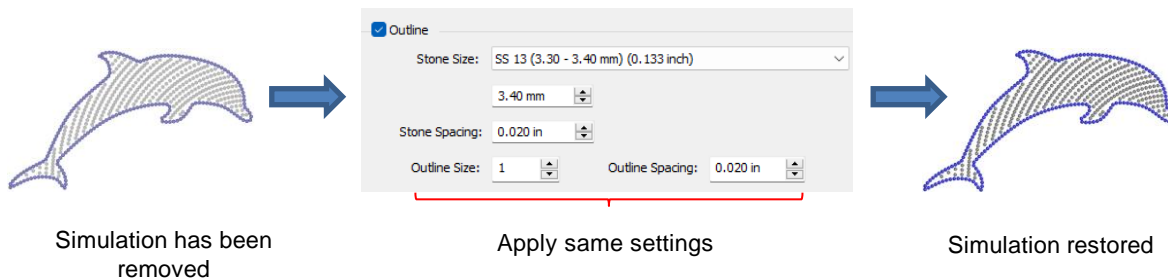 Outline
Stone Size: SS 13 (3.30 - 3.40 mm) (0.133 inch)
3.40 mm
Stone Spacing: 0.020 in
Outline Size: 1 Outline Spacing: 0.020 in
Simulation has been
removed
Apply same settings
Simulation restored